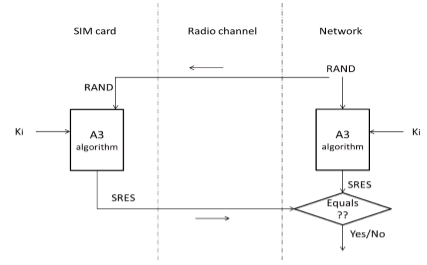 SIM card Radio channel Network
RAND
RAND
Ki A3 algorithm A3 algorithm Ki
SRES
SRES
Equals
??
Yes/No